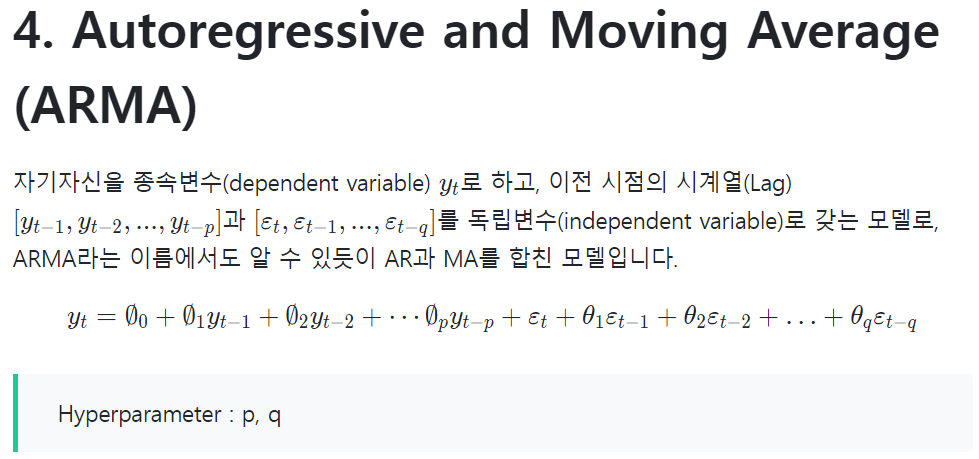 4. Autoregressive and Moving Average
(ARMA)
자기자신을 종속변수(dependent variable) $y_t$로 하고, 이전 시점의 시계열(Lag)
$[y_{t-1}, y_{t-2}, ..., y_{t-p}]$과 $[\varepsilon_t, \varepsilon_{t-1}, ..., \varepsilon_{t-q}]$를 독립변수(independent variable)로 갖는 모델로,
ARMA라는 이름에서도 알 수 있듯이 AR과 MA를 합친 모델입니다.
$y_t = \emptyset_0 + \emptyset_1 y_{t-1} + \emptyset_2 y_{t-2} + \cdots \emptyset_p y_{t-p} + \varepsilon_t + \theta_1 \varepsilon_{t-1} + \theta_2 \varepsilon_{t-2} + \ldots + \theta_q \varepsilon_{t-q}$
Hyperparameter : p, q